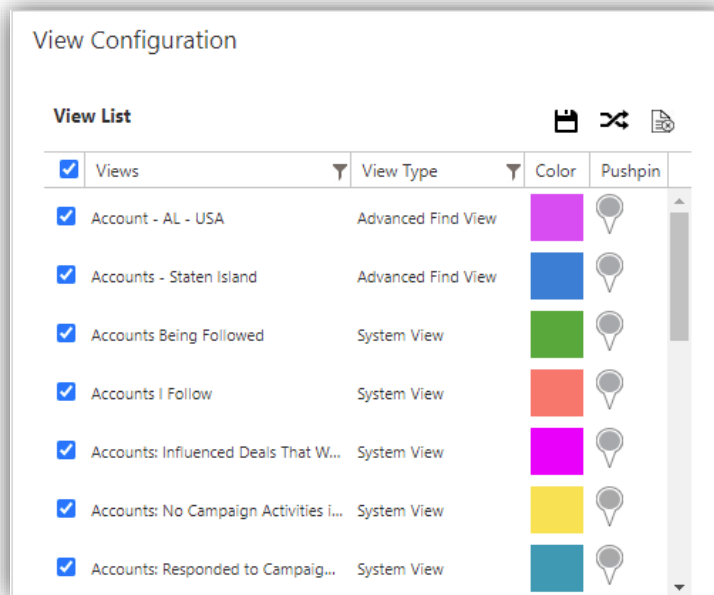 View Configuration
View List
Views View Type Color Pushpin
Account - AL - USA Advanced Find View
Accounts - Staten Island Advanced Find View
Accounts Being Followed System View
Accounts I Follow System View
Accounts: Influenced Deals That W... System View
Accounts: No Campaign Activities i... System View
Accounts: Responded to Campaig... System View